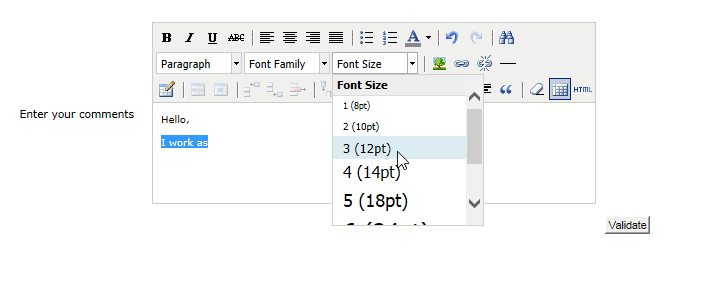 B I U ABC A
Paragraph Font Family Font Size
Font Size HTML
1 (8pt)
2 (10pt)
3 (12pt)
4 (14pt)
5 (18pt)
Enter your comments
Hello,
I work as
Validate